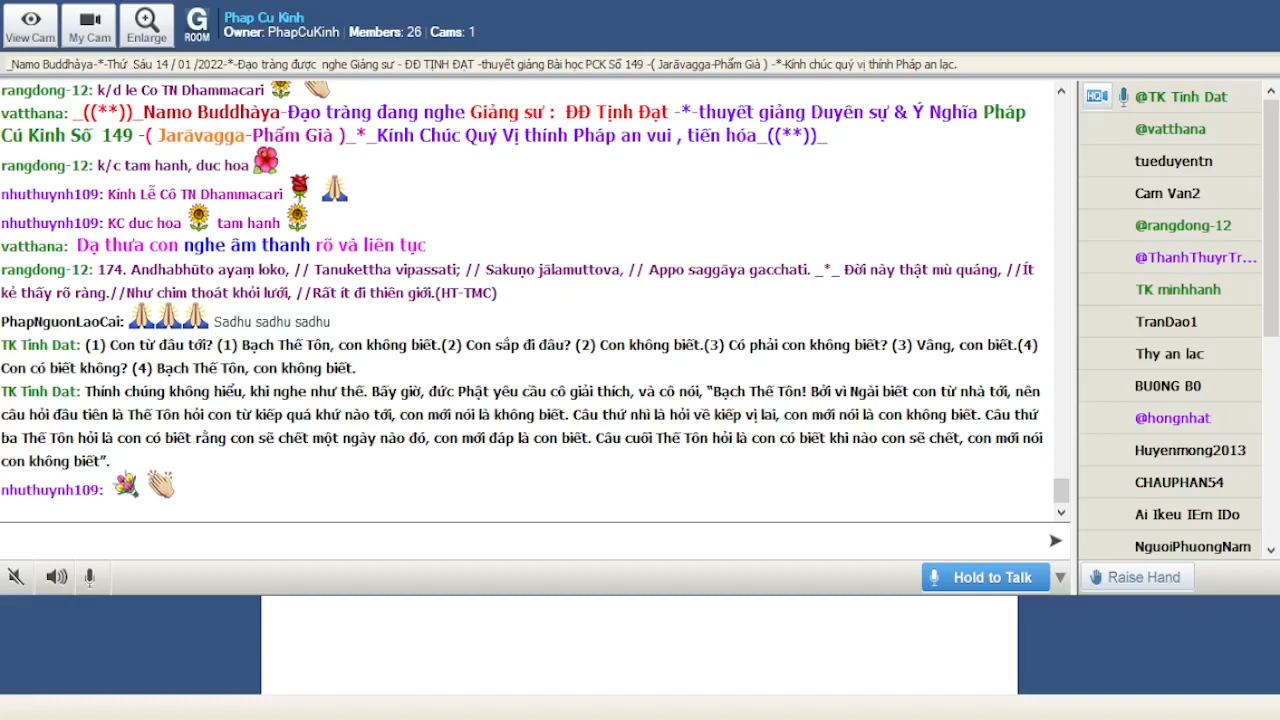 View Cam
My Cam
Enlarge
G
ROOM
Phap Cu Kinh
Owner: PhapCuKinh | Members: 26 | Cams: 1
_Namo Buddhàya-*-Thứ Sáu 14 / 01 /2022-*-Đạo tràng được nghe Giảng sư - ĐĐ TỊNH ĐẠT -thuyết giảng Bài học PCK Số 149 -( Jarāvagga-Phẩm Già ) -*-Kính chúc quý vị thính Pháp an lạc.
rangdong-12: k/d le Co TN Dhammacari
vatthana: _((**))_Namo Buddhàya-Đạo tràng đang nghe Giảng sư : ĐĐ Tịnh Đạt -*-thuyết giảng Duyên sự & Ý Nghĩa Pháp
Cú Kinh Số 149 -( Jarāvagga-Phẩm Già )_*_Kính Chúc Quý Vị thính Pháp an vui , tiến hóa_((**))_
rangdong-12: k/c tam hanh, duc hoa
nhuthuynh109: Kính Lễ Cô TN Dhammacari
nhuthuynh109: KC duc hoa tam hanh
vatthana: Dạ thưa con nghe âm thanh rõ và liên tục
rangdong-12: 174. Andhabhūto ayaṃ loko, // Tanukettha vipassati; // Sakuṇo jālamuttova, // Appo saggāya gacchati. _*_ Đời này thật mù quáng, //Ít
kẻ thấy rõ ràng.//Như chim thoát khỏi lưới, //Rất ít đi thiên giới.(HT-TMC)
PhapNguonLaoCai: Sadhu sadhu sadhu
TK Tinh Dat: (1) Con từ đâu tới? (1) Bạch Thế Tôn, con không biết.(2) Con sắp đi đâu? (2) Con không biết.(3) Có phải con không biết? (3) Vâng, con biết.(4)
Con có biết không? (4) Bạch Thế Tôn, con không biết.
TK Tinh Dat: Thính chúng không hiểu, khi nghe như thế. Bấy giờ, đức Phật yêu cầu cô giải thích, và cô nói, “Bạch Thế Tôn! Bởi vì Ngài biết con từ nhà tới, nên
câu hỏi đầu tiên là Thế Tôn hỏi con từ kiếp quá khứ nào tới, con mới nói là không biết. Câu thứ nhì là hỏi về kiếp vị lai, con mới nói là con không biết. Câu thứ
ba Thế Tôn hỏi là con có biết rằng con sẽ chết một ngày nào đó, con mới đáp là con biết. Câu cuối Thế Tôn hỏi là con có biết khi nào con sẽ chết, con mới nói
con không biết”.
nhuthuynh109:
Hold to Talk
HQ
@TK Tinh Dat
@vatthana
tueduyentn
Cam Van2
@rangdong-12
@ThanhThuyrTr...
TK minhhanh
TranDao1
Thy an lac
BU0NG B0
@hongnhat
Huyenmong2013
CHAUPHAN54
Ai Ikeu IEm IDo
NguoiPhuongNam
Raise Hand